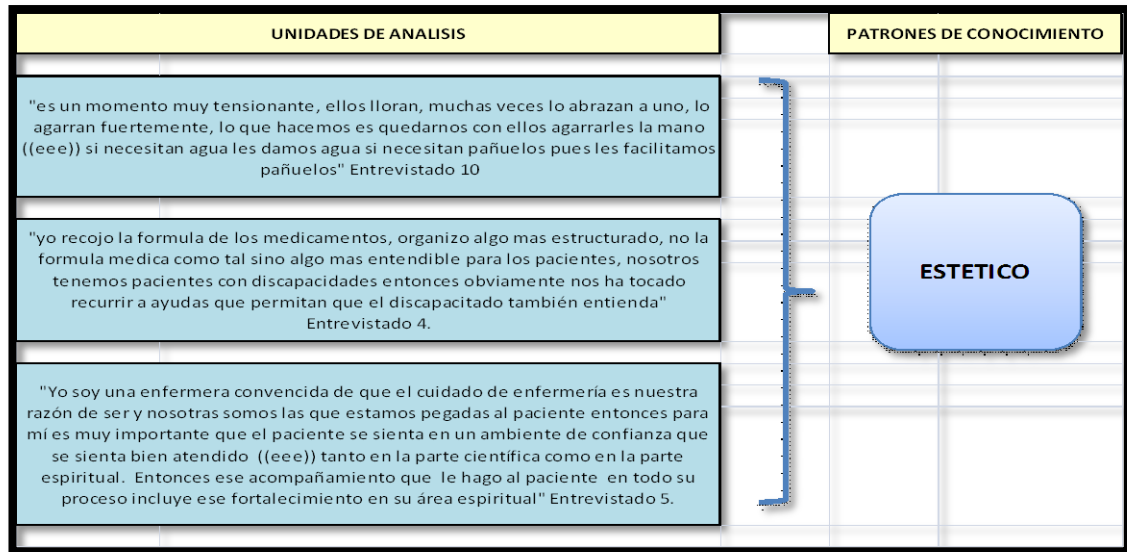 UNIDADES DE ANALISIS
PATRONES DE CONOCIMIENTO
"es un momento muy tensionante, ellos lloran, muchas veces lo abrazan a uno, lo
agarran fuertemente, lo que hacemos es quedarnos con ellos agarrarles la mano
((eee)) si necesitan agua les damos agua si necesitan pañuelos pues les facilitamos
pañuelos" Entrevistado 10
"yo recojo la formula de los medicamentos, organizo algo mas estructurado, no la
formula medica como tal sino algo mas entendible para los pacientes, nosotros
tenemos pacientes con discapacidades entonces obviamente nos ha tocado
recurrir a ayudas que permitan que el discapacitado también entienda"
Entrevistado 4.
"Yo soy una enfermera convencida de que el cuidado de enfermería es nuestra
razón de ser y nosotras somos las que estamos pegadas al paciente entonces para
mí es muy importante que el paciente se sienta en un ambiente de confianza que
se sienta bien atendido ((eee)) tanto en la parte científica como en la parte
espiritual. Entonces ese acompañamiento que le hago al paciente en todo su
proceso incluye ese fortalecimiento en su área espiritual" Entrevistado 5.
ESTETICO